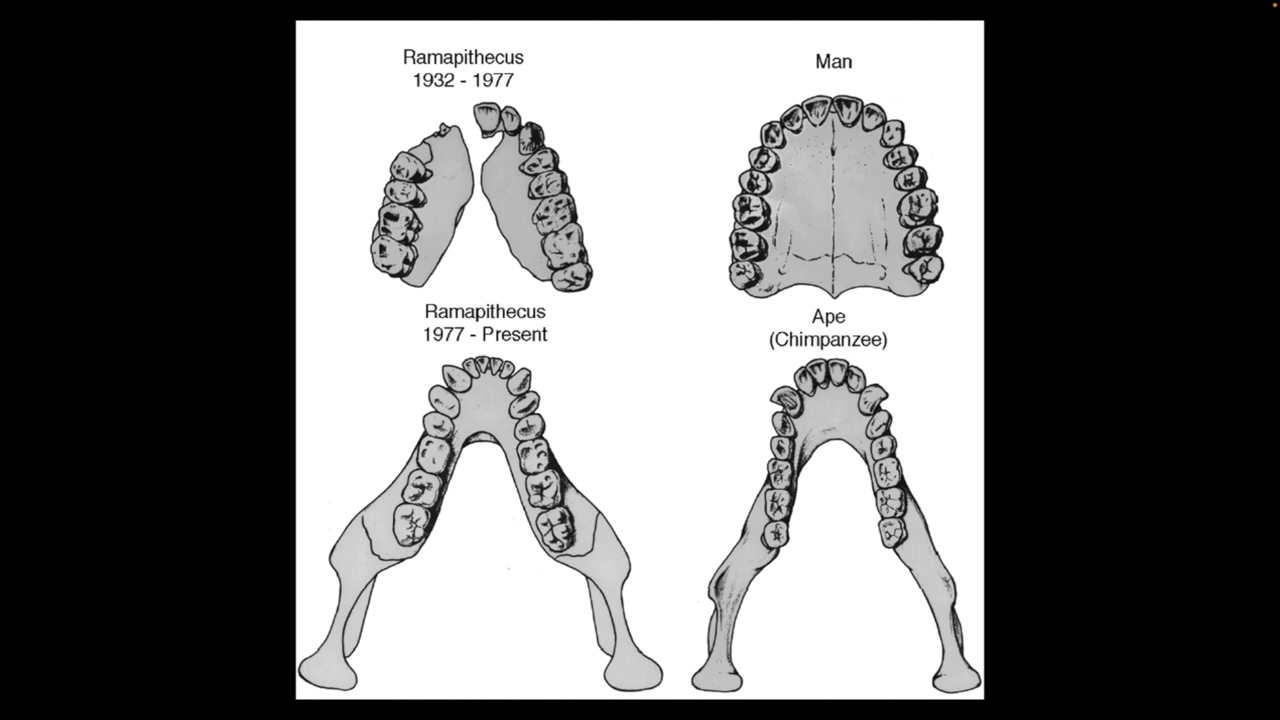 Ramapithecus
1932 - 1977
Man
Ramapithecus
1977 - Present
Ape
(Chimpanzee)